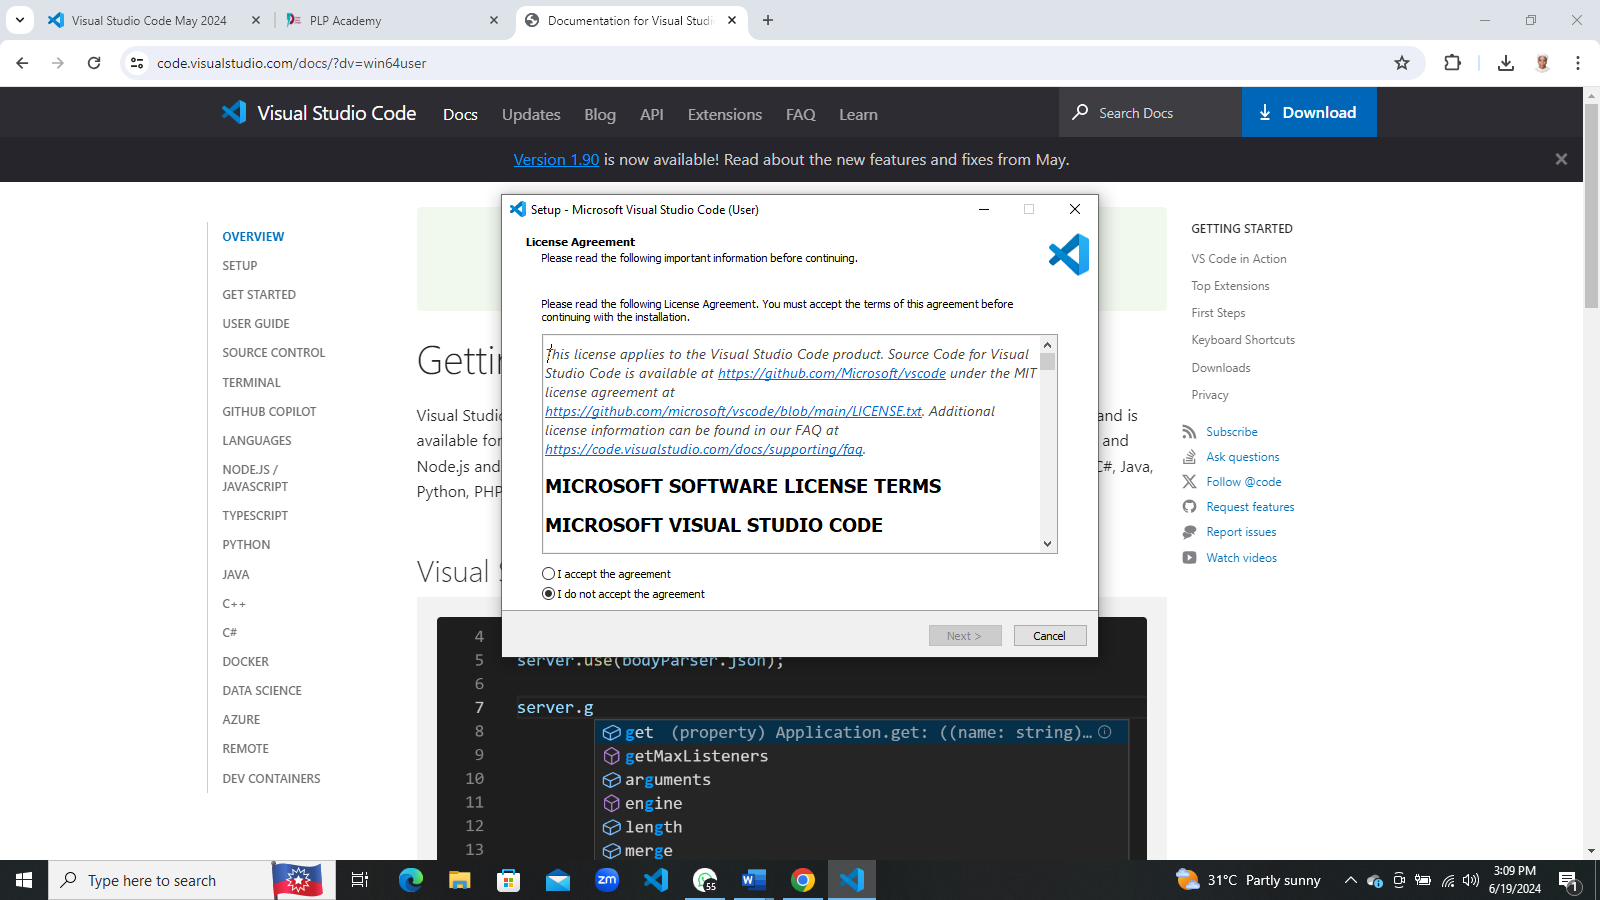 Visual Studio Code May 2024
PLP Academy
Documentation for Visual Studi
code.visualstudio.com/docs/?dv=win64user
Visual Studio Code
Docs
Updates
Blog
API
Extensions
FAQ
Learn
Search Docs
Download
Version 1.90 is now available! Read about the new features and fixes from May.
OVERVIEW
SETUP
GET STARTED
USER GUIDE
SOURCE CONTROL
TERMINAL
GITHUB COPILOT
LANGUAGES
NODE.JS /
JAVASCRIPT
TYPESCRIPT
PYTHON
JAVA
C++
C#
DOCKER
DATA SCIENCE
AZURE
REMOTE
DEV CONTAINERS
Setup - Microsoft Visual Studio Code (User)
License Agreement
Please read the following important information before continuing.
Please read the following License Agreement. You must accept the terms of this agreement before
continuing with the installation.
This license applies to the Visual Studio Code product. Source Code for Visual
Studio Code is available at https://github.com/Microsoft/vscode under the MIT
license agreement at
https://github.com/microsoft/vscode/blob/main/LICENSE.txt. Additional
license information can be found in our FAQ at
https://code.visualstudio.com/docs/supporting/faq.
MICROSOFT SOFTWARE LICENSE TERMS
MICROSOFT VISUAL STUDIO CODE
I accept the agreement
I do not accept the agreement
Next >
Cancel
Visual and is
available for and
Node.js and C#, Java,
Python, PHP
Visual
4
5 server.use(bodyParser.json);
6
7 server.g
8 get (property) Application.get: ((name: string)...
9 getMaxListeners
10 arguments
11 engine
12 length
13 merge
GETTING STARTED
VS Code in Action
Top Extensions
First Steps
Keyboard Shortcuts
Downloads
Privacy
Subscribe
Ask questions
Follow @code
Request features
Report issues
Watch videos
Type here to search
zm
55
31°C Partly sunny
3:09 PM
6/19/2024
1